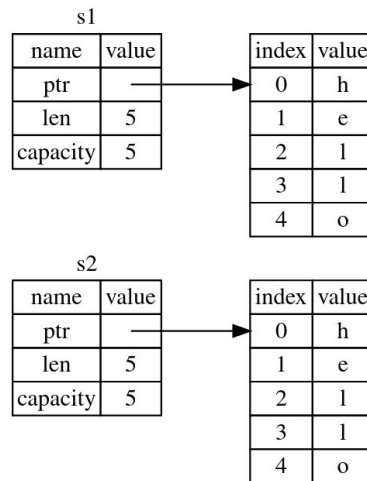 s1
name value
ptr
len 5
capacity 5
index value
0 h
1 e
2 l
3 l
4 o
s2
name value
ptr
len 5
capacity 5
index value
0 h
1 e
2 l
3 l
4 o